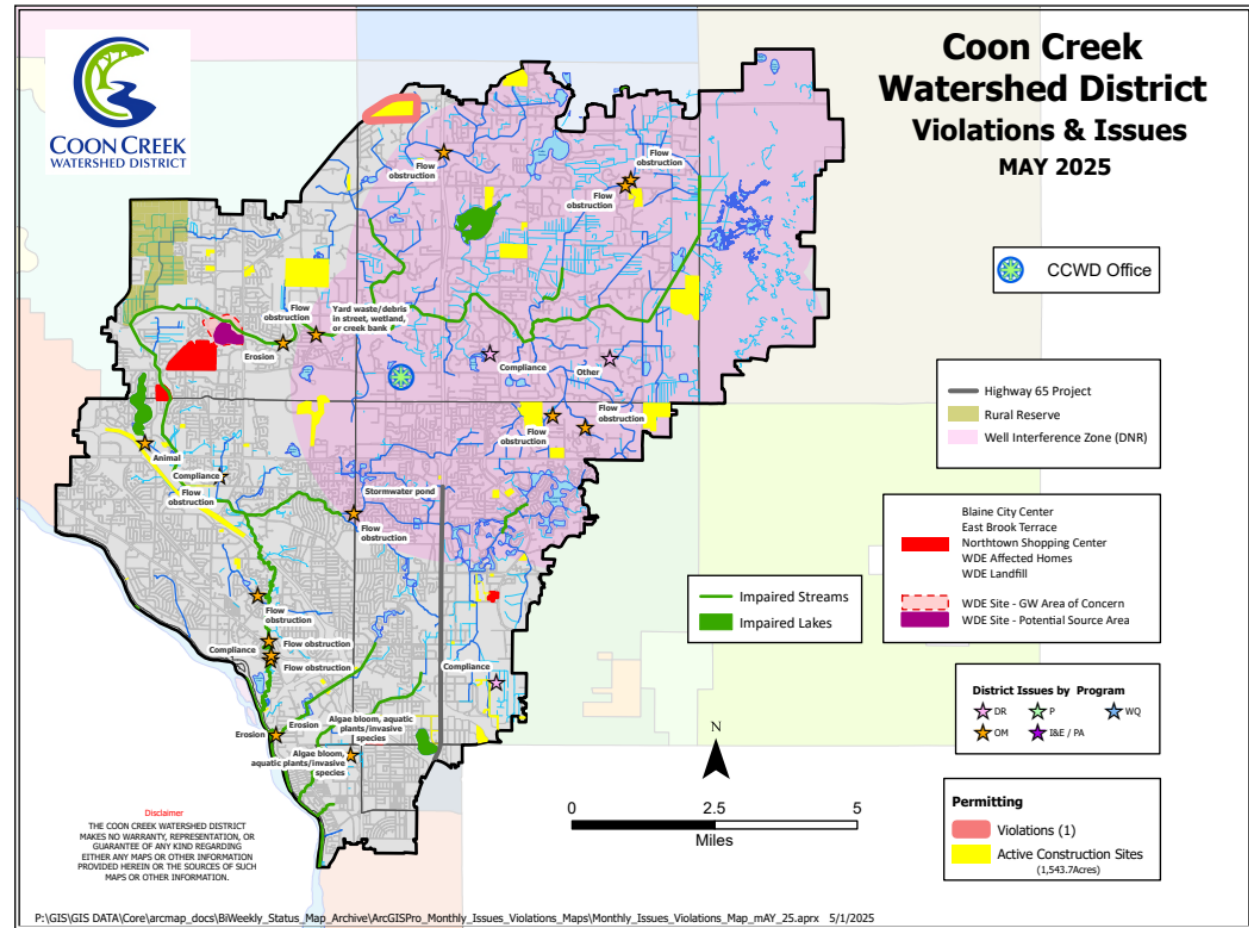 Coon Creek
Watershed District
Violations & Issues
MAY 2025
COON CREEK
WATERSHED DISTRICT
Flow
obstruction
Flow
obstruction
Flow
obstruction
Flow
obstruction
Yard waste/debris
in street, wetland,
or creek bank
Erosion
Compliance
Other
Flow
obstruction
Flow
obstruction
Animal
Compliance
Flow
obstruction
Stormwater pond
Flow
obstruction
Flow
obstruction
Flow obstruction
Compliance
Flow obstruction
Compliance
Erosion
Erosion
Algae bloom, aquatic
plants/invasive
species
Algae bloom,
aquatic plants/invasive
species
CCWD Office
Highway 65 Project
Rural Reserve
Well Interference Zone (DNR)
Blaine City Center
East Brook Terrace
Northtown Shopping Center
WDE Affected Homes
WDE Landfill
WDE Site - GW Area of Concern
WDE Site - Potential Source Area
Impaired Streams
Impaired Lakes
District Issues by Program
DR P WQ
OM I&E / PA
N
0 2.5 5
Miles
Permitting
Violations (1)
Active Construction Sites
(1,543.7Acres)
Disclaimer
THE COON CREEK WATERSHED DISTRICT
MAKES NO WARRANTY, REPRESENTATION, OR
GUARANTEE OF ANY KIND REGARDING
EITHER ANY MAPS OR OTHER INFORMATION
PROVIDED HEREIN OR THE SOURCES OF SUCH
MAPS OR OTHER INFORMATION.
P:\GIS\GIS DATA\Core\arcmap_docs\BiWeekly_Status_Map_Archive\ArcGISPro_Monthly_Issues_Violations_Maps\Monthly_Issues_Violations_Map_mAY_25.aprx 5/1/2025